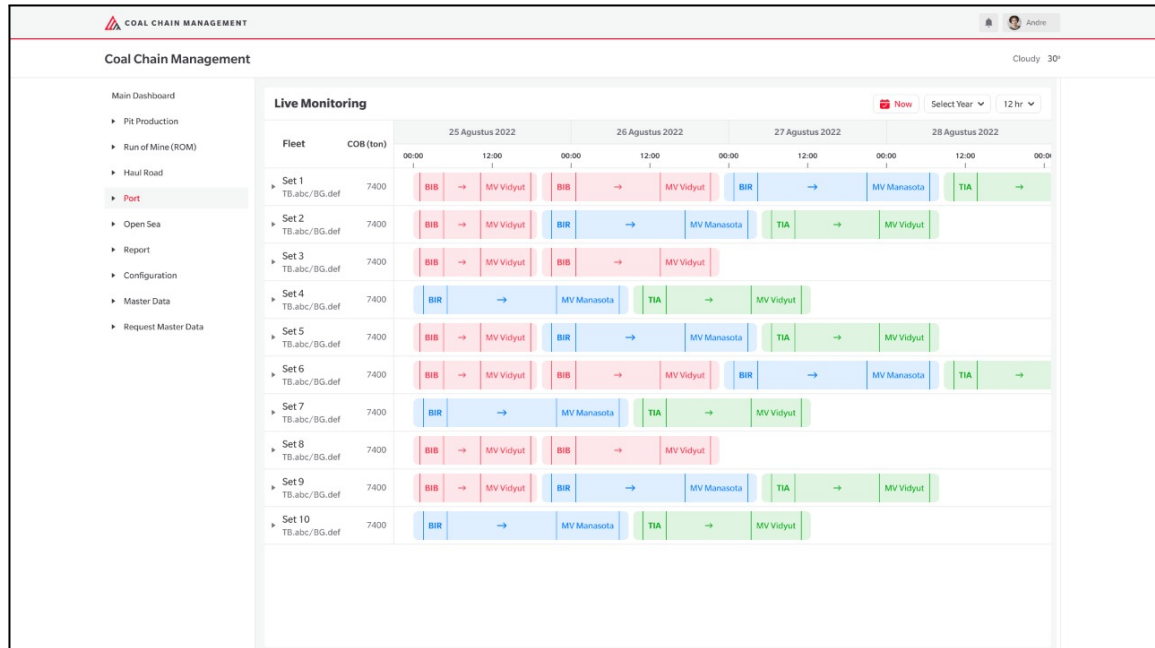 COAL CHAIN MANAGEMENT
Andre
Coal Chain Management
Cloudy 30°
Main Dashboard
Pit Production
Run of Mine (ROM)
Haul Road
Port
Open Sea
Report
Configuration
Master Data
Request Master Data
Live Monitoring
Now Select Year 12 hr
Fleet COB (ton)
25 Agustus 2022 26 Agustus 2022 27 Agustus 2022 28 Agustus 2022
00:00 12:00 00:00 12:00 00:00 12:00 00:00 12:00 00:00
Set 1 7400 BIB → MV Vidyut BIB → MV Vidyut BIR → MV Manasota TIA →
TB.abc/BG.def
Set 2 7400 BIB → MV Vidyut BIR → MV Manasota TIA → MV Vidyut
TB.abc/BG.def
Set 3 7400 BIB → MV Vidyut BIB → MV Vidyut
TB.abc/BG.def
Set 4 7400 BIR → MV Manasota TIA → MV Vidyut
TB.abc/BG.def
Set 5 7400 BIB → MV Vidyut BIR → MV Manasota TIA → MV Vidyut
TB.abc/BG.def
Set 6 7400 BIB → MV Vidyut BIB → MV Vidyut BIR → MV Manasota TIA →
TB.abc/BG.def
Set 7 7400 BIR → MV Manasota TIA → MV Vidyut
TB.abc/BG.def
Set 8 7400 BIB → MV Vidyut BIB → MV Vidyut
TB.abc/BG.def
Set 9 7400 BIB → MV Vidyut BIR → MV Manasota TIA → MV Vidyut
TB.abc/BG.def
Set 10 7400 BIR → MV Manasota TIA → MV Vidyut
TB.abc/BG.def